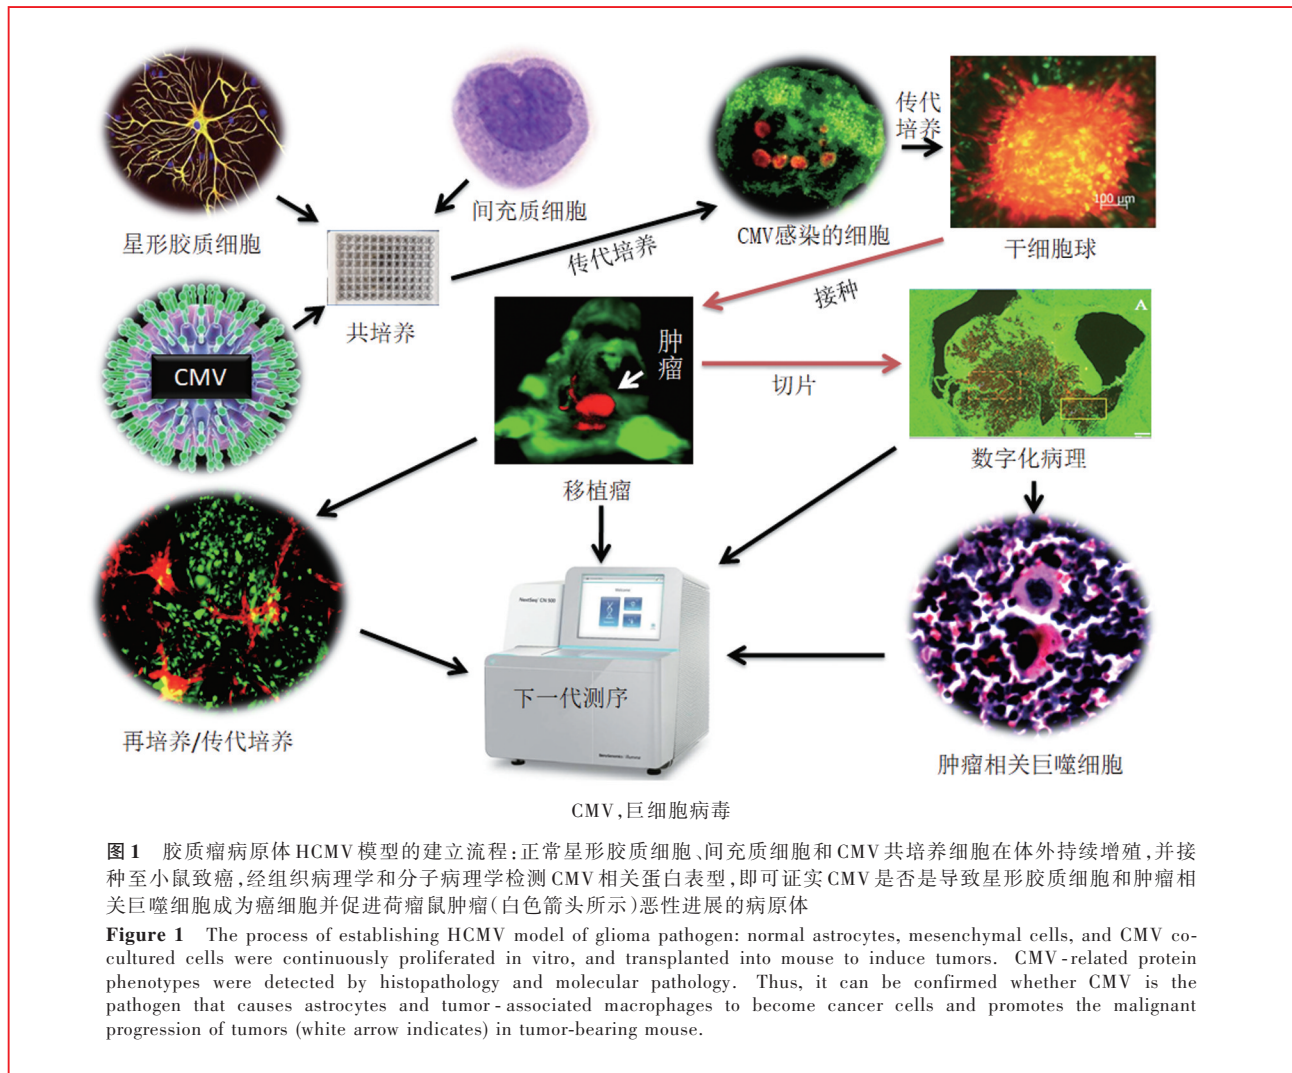 传代
培养
100 μm
间充质细胞
星形胶质细胞
CMV感染的细胞
干细胞球
传代培养
接种
共培养
肿
瘤
A
CMV
切片
移植瘤
数字化病理
NextSeq CN500
Welcome
下一代测序
再培养/传代培养
肿瘤相关巨噬细胞
CMV,巨细胞病毒
图1 胶质瘤病原体HCMV模型的建立流程:正常星形胶质细胞、间充质细胞和CMV共培养细胞在体外持续增殖,并接
种至小鼠致癌,经组织病理学和分子病理学检测CMV相关蛋白表型,即可证实CMV是否是导致星形胶质细胞和肿瘤相
关巨噬细胞成为癌细胞并促进荷瘤鼠肿瘤(白色箭头所示)恶性进展的病原体
Figure 1 The process of establishing HCMV model of glioma pathogen: normal astrocytes, mesenchymal cells, and CMV co-
cultured cells were continuously proliferated in vitro, and transplanted into mouse to induce tumors. CMV-related protein
phenotypes were detected by histopathology and molecular pathology. Thus, it can be confirmed whether CMV is the
pathogen that causes astrocytes and tumor-associated macrophages to become cancer cells and promotes the malignant
progression of tumors (white arrow indicates) in tumor-bearing mouse.